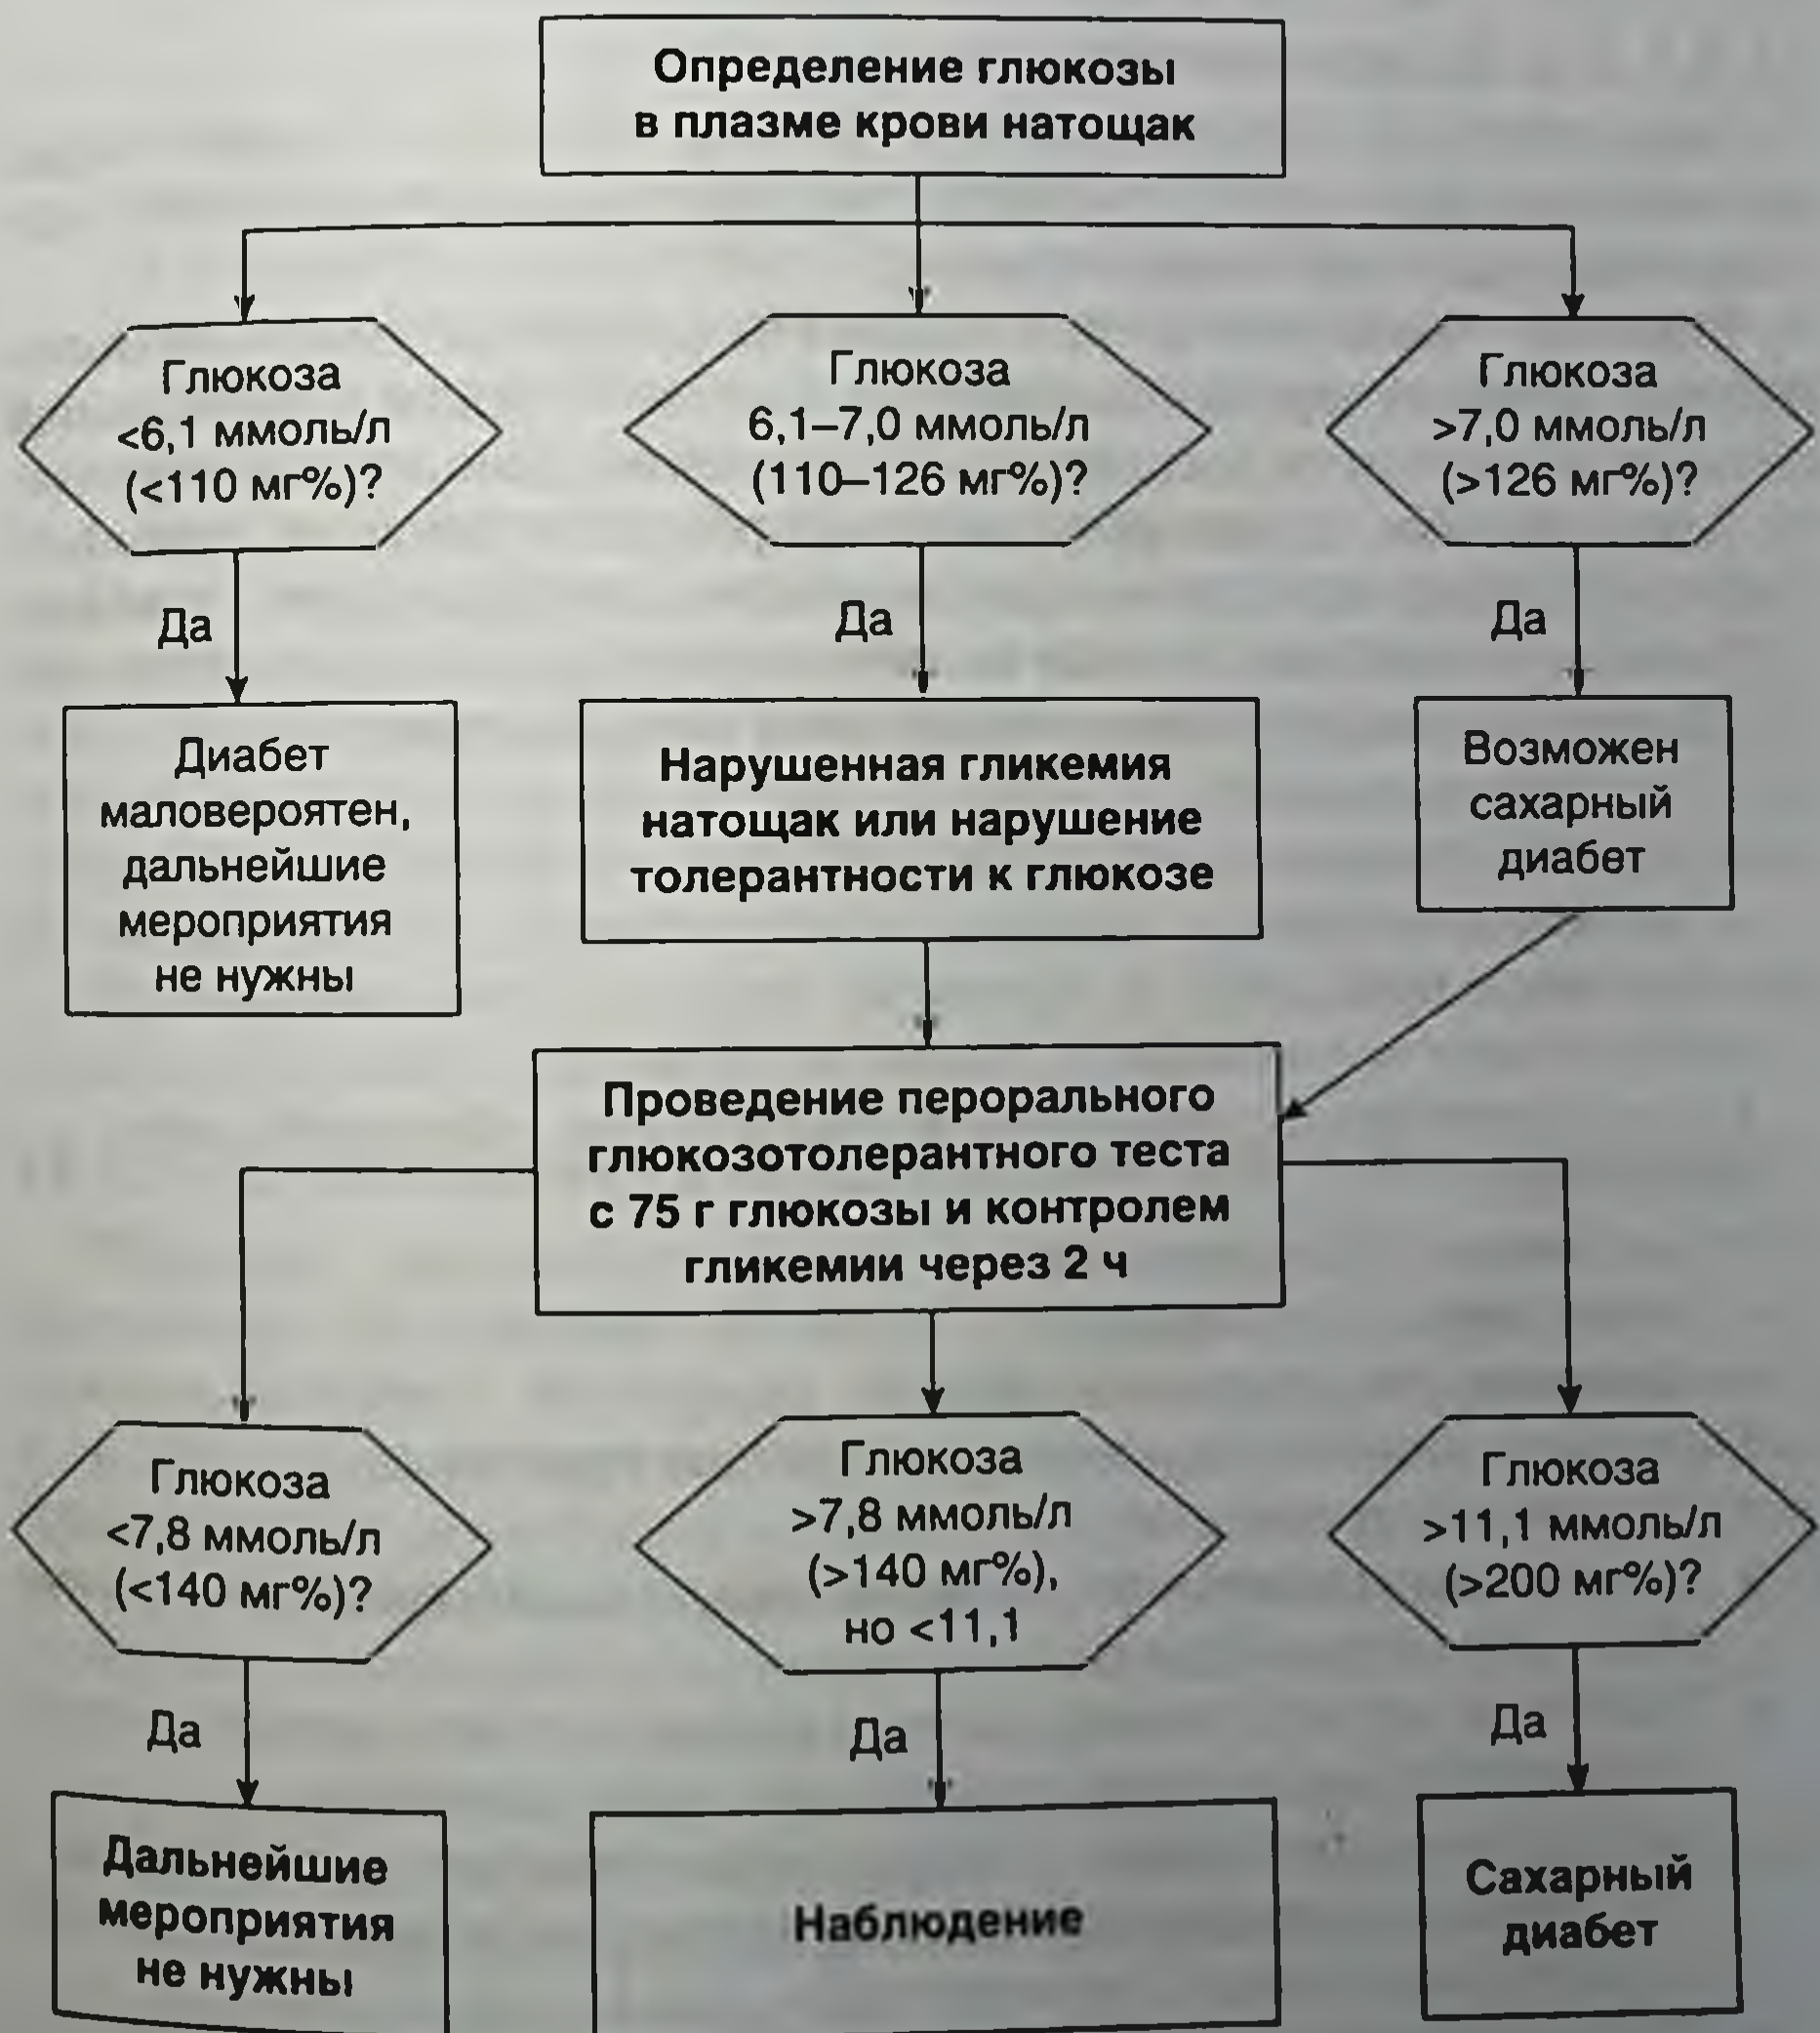 Определение глюкозы
в плазме крови натощак
Глюкоза
<6,1 ммоль/л
(<110 мг%)?
Глюкоза
6,1–7,0 ммоль/л
(110–126 мг%)?
Глюкоза
>7,0 ммоль/л
(>126 мг%)?
Да
Да
Да
Диабет
маловероятен,
дальнейшие
мероприятия
не нужны
Нарушенная гликемия
натощак или нарушение
толерантности к глюкозе
Возможен
сахарный
диабет
Проведение перорального
глюкозотолерантного теста
с 75 г глюкозы и контролем
гликемии через 2 ч
Глюкоза
<7,8 ммоль/л
(<140 мг%)?
Глюкоза
>7,8 ммоль/л
(>140 мг%),
но <11,1
Глюкоза
>11,1 ммоль/л
(>200 мг%)?
Да
Да
Да
Дальнейшие
мероприятия
не нужны
Наблюдение
Сахарный
диабет